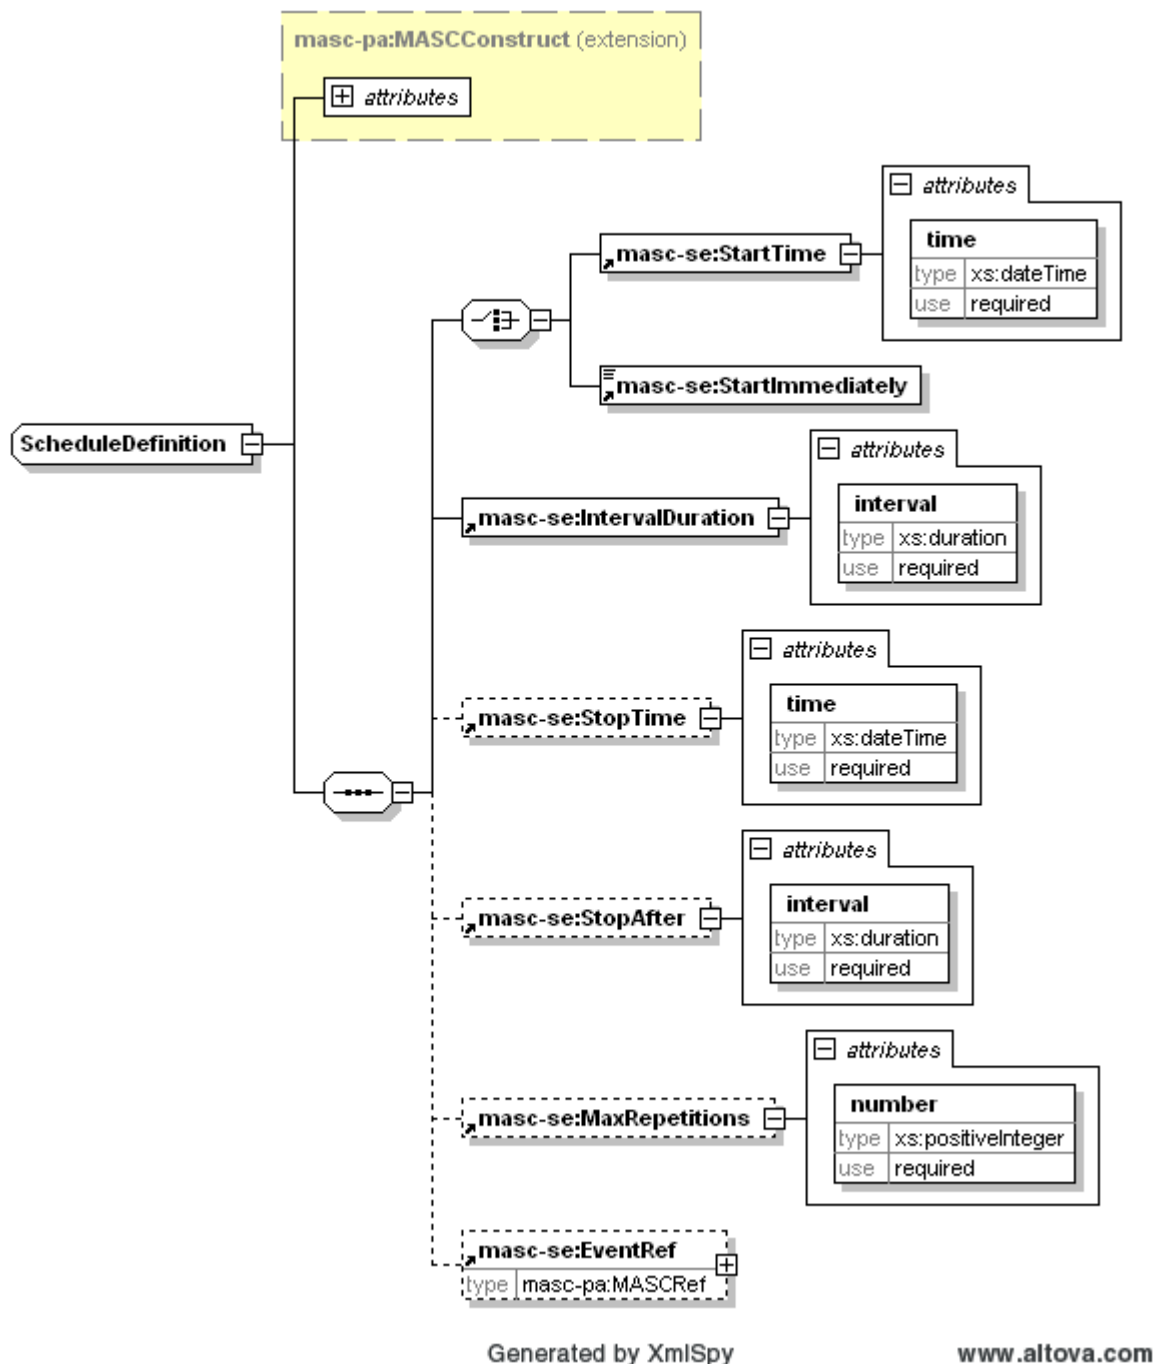 masc-pa:MASCConstruct (extension)
attributes
attributes
time
type xs:dateTime
use required
masc-se:StartTime
masc-se:StartImmediately
ScheduleDefinition
attributes
interval
type xs:duration
use required
masc-se:IntervalDuration
attributes
time
type xs:dateTime
use required
masc-se:StopTime
attributes
interval
type xs:duration
use required
masc-se:StopAfter
attributes
number
type xs:positiveInteger
use required
masc-se:MaxRepetitions
masc-se:EventRef
type masc-pa:MASCRef
Generated by XmlSpy www.altova.com